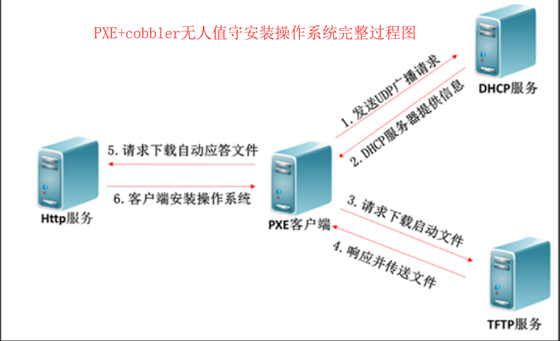 PXE+cobbler无人值守安装操作系统完整过程图
DHCP服务
1.发送UDP广播请求
2.DHCP服务器提供信息
5.请求下载自动应答文件
6.客户端安装操作系统
Http服务
PXE客户端
3.请求下载启动文件
4.响应并传送文件
TFTP服务